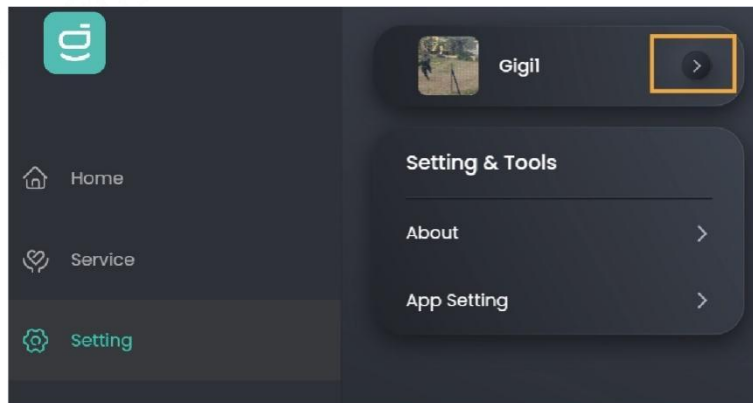 Gigi1
Home
Service
Setting
Setting & Tools
About
App Setting